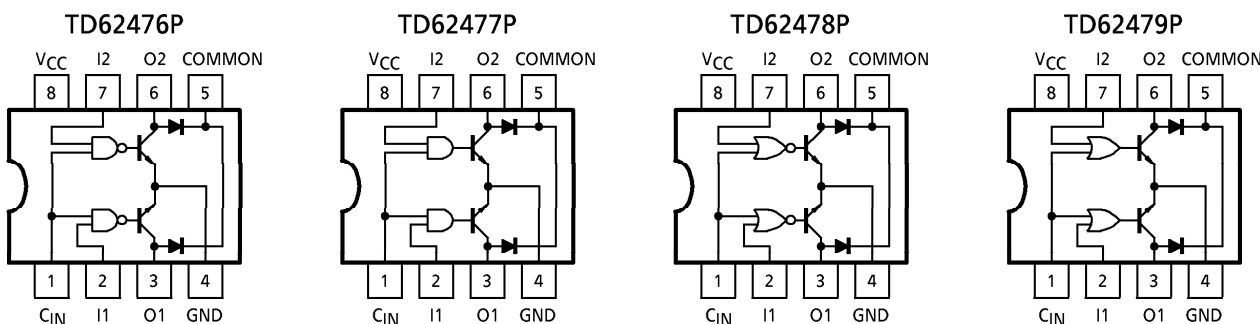 TD62476P TD62477P TD62478P TD62479P
VCC I2 O2 COMMON VCC I2 O2 COMMON VCC I2 O2 COMMON VCC I2 O2 COMMON
8 7 6 5 8 7 6 5 8 7 6 5 8 7 6 5
1 2 3 4 1 2 3 4 1 2 3 4 1 2 3 4
CIN I1 O1 GND CIN I1 O1 GND CIN I1 O1 GND CIN I1 O1 GND